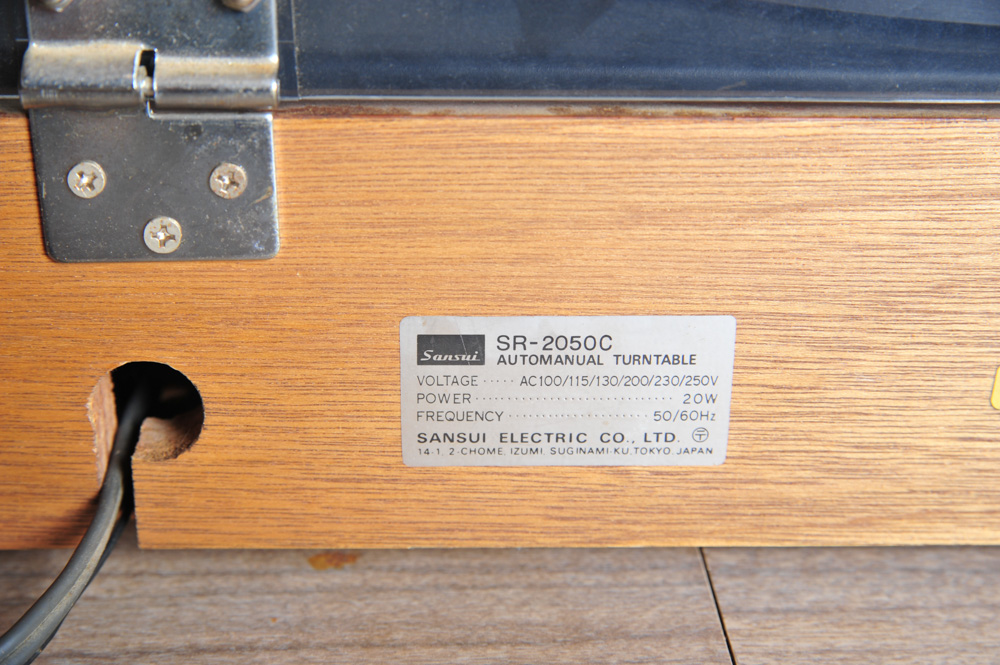 Sansui SR-2050C
AUTOMANUAL TURNTABLE
VOLTAGE ····· AC100/115/130/200/230/250V
POWER ······························ 20W
FREQUENCY ····················· 50/60Hz
SANSUI ELECTRIC CO., LTD. 〶
14-1, 2-CHOME, IZUMI, SUGINAMI-KU, TOKYO, JAPAN